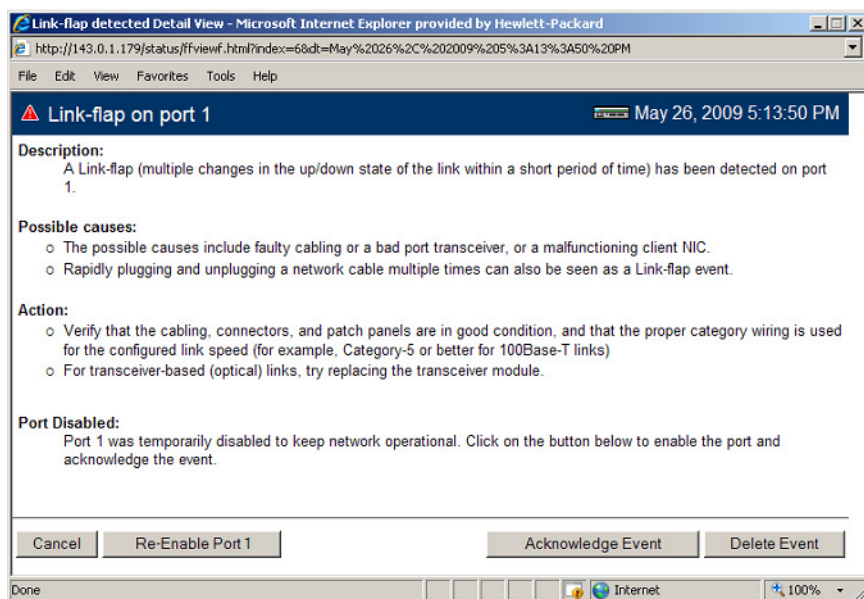 Link-flap detected Detail View - Microsoft Internet Explorer provided by Hewlett-Packard
http://143.0.1.179/status/ffviewf.html?index=6&dt=May%2026%2C%202009%205%3A13%3A50%20PM
File Edit View Favorites Tools Help
Link-flap on port 1 May 26, 2009 5:13:50 PM
Description:
A Link-flap (multiple changes in the up/down state of the link within a short period of time) has been detected on port
1.
Possible causes:
o The possible causes include faulty cabling or a bad port transceiver, or a malfunctioning client NIC.
o Rapidly plugging and unplugging a network cable multiple times can also be seen as a Link-flap event.
Action:
o Verify that the cabling, connectors, and patch panels are in good condition, and that the proper category wiring is used
for the configured link speed (for example, Category-5 or better for 100Base-T links)
o For transceiver-based (optical) links, try replacing the transceiver module.
Port Disabled:
Port 1 was temporarily disabled to keep network operational. Click on the button below to enable the port and
acknowledge the event.
Cancel Re-Enable Port 1 Acknowledge Event Delete Event
Done Internet 100%